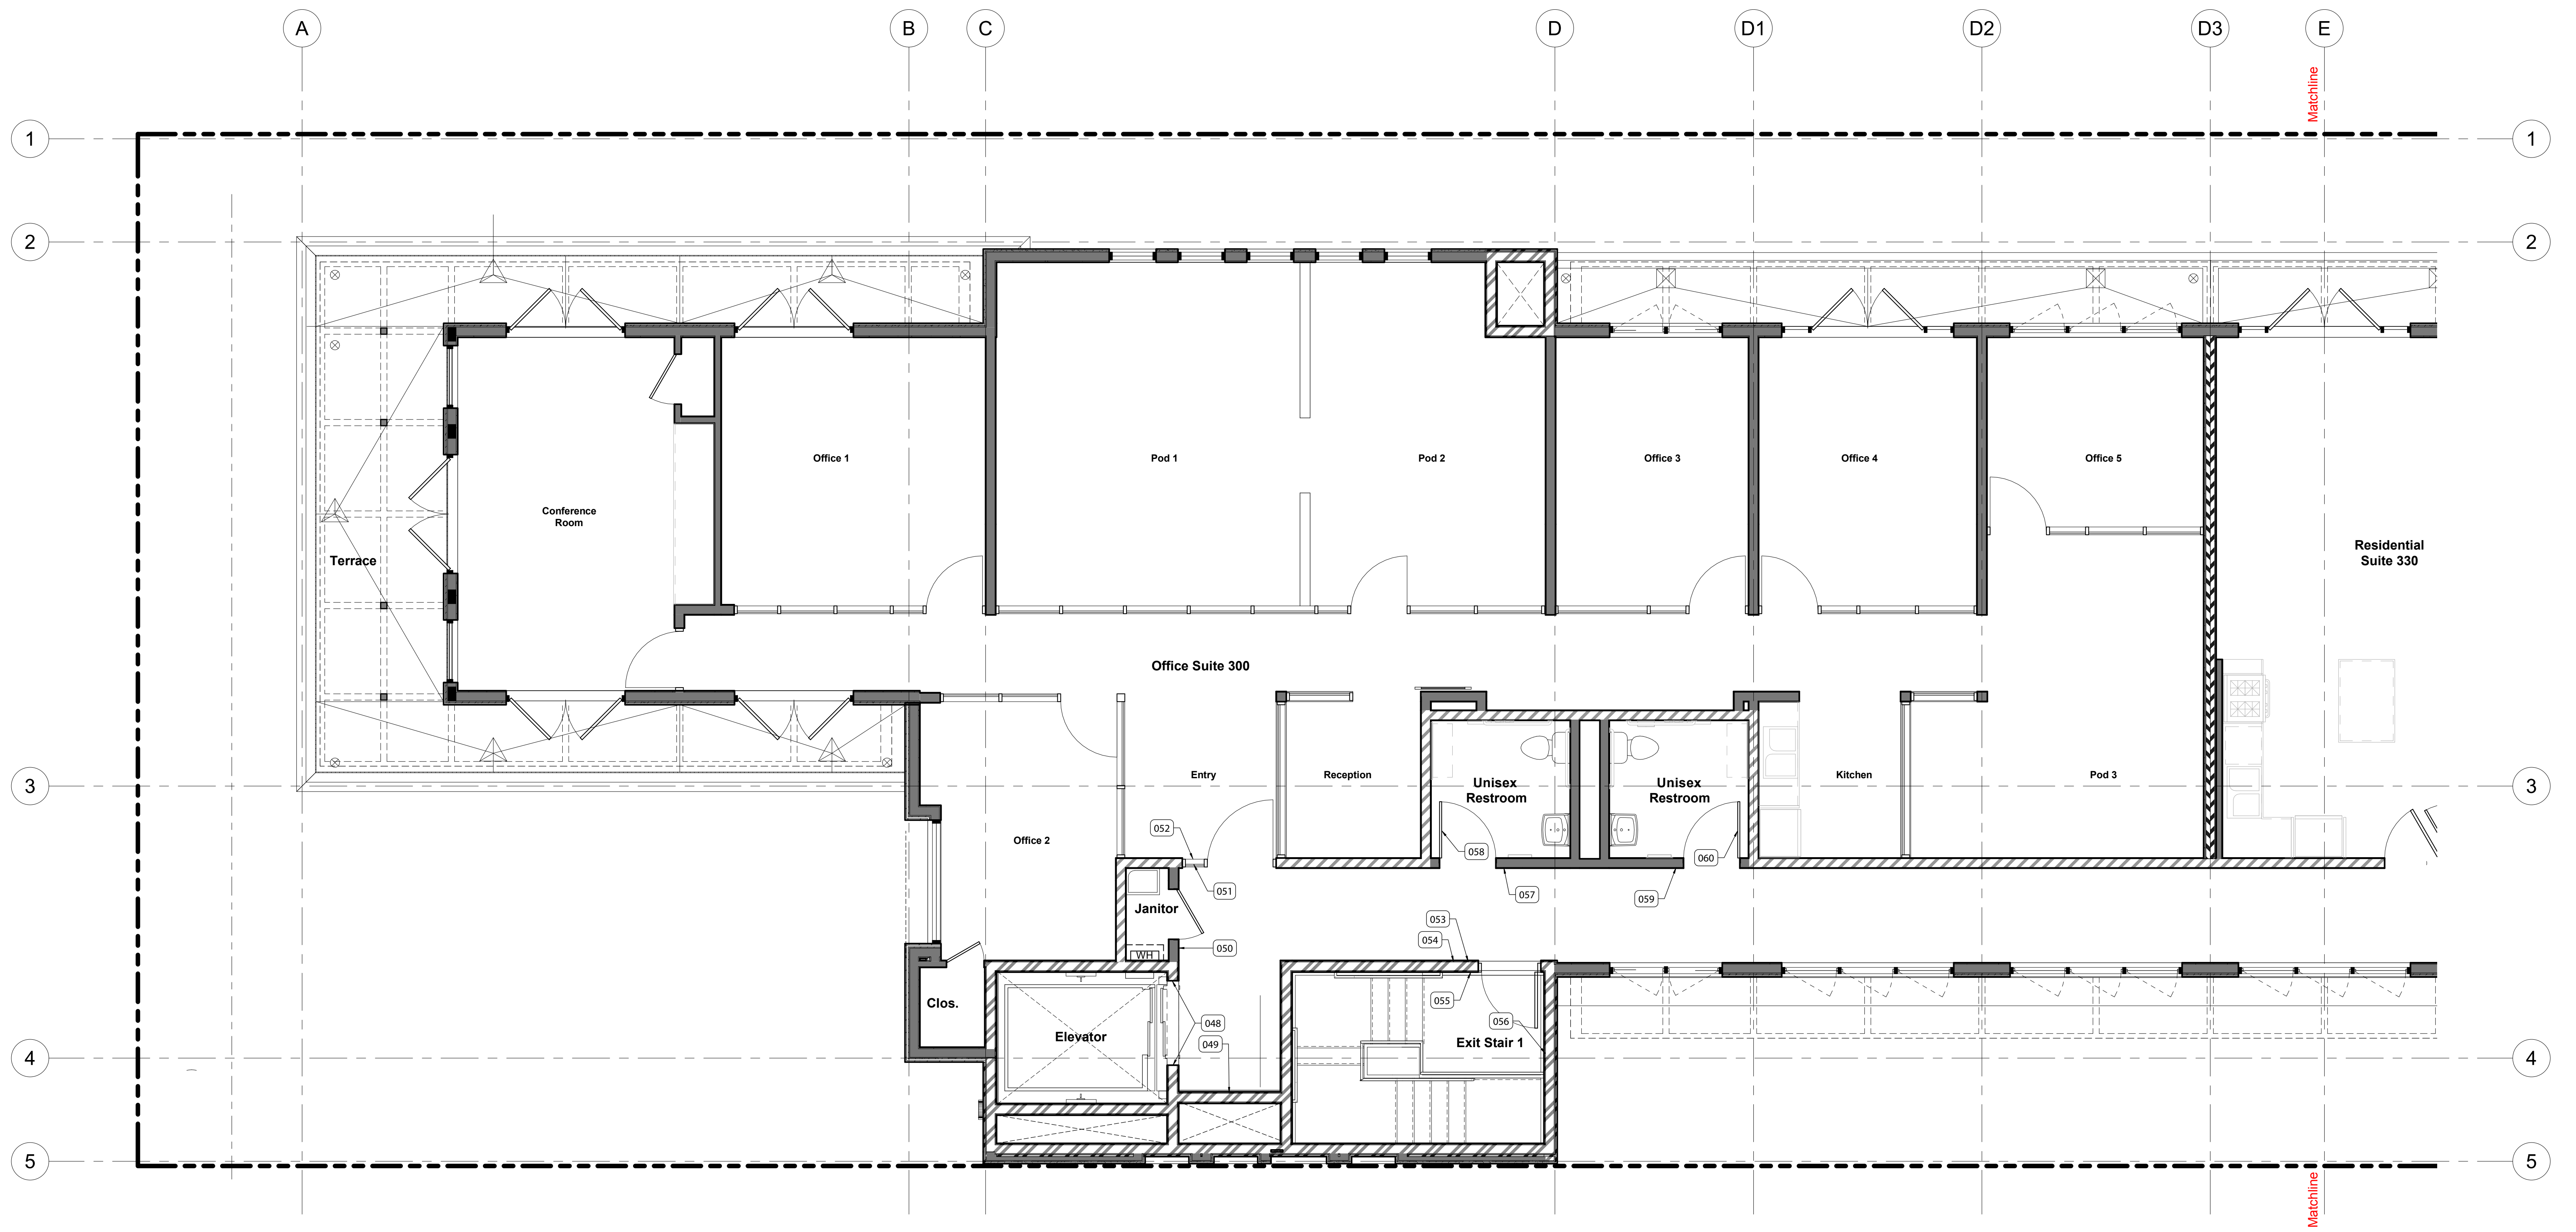 A
B
C
D
D1
D2
D3
E
Matchline
1
1
2
2
Office 1
Pod 1
Pod 2
Office 3
Office 4
Office 5
Conference
Room
Terrace
Residential
Suite 330
Office Suite 300
3
Entry
Reception
Unisex
Restroom
Unisex
Restroom
Kitchen
Pod 3
3
Office 2
052
051
058
060
057
059
Janitor
053
054
050
WH
055
Clos.
Elevator
048
049
056
Exit Stair 1
4
4
5
5
Matchline